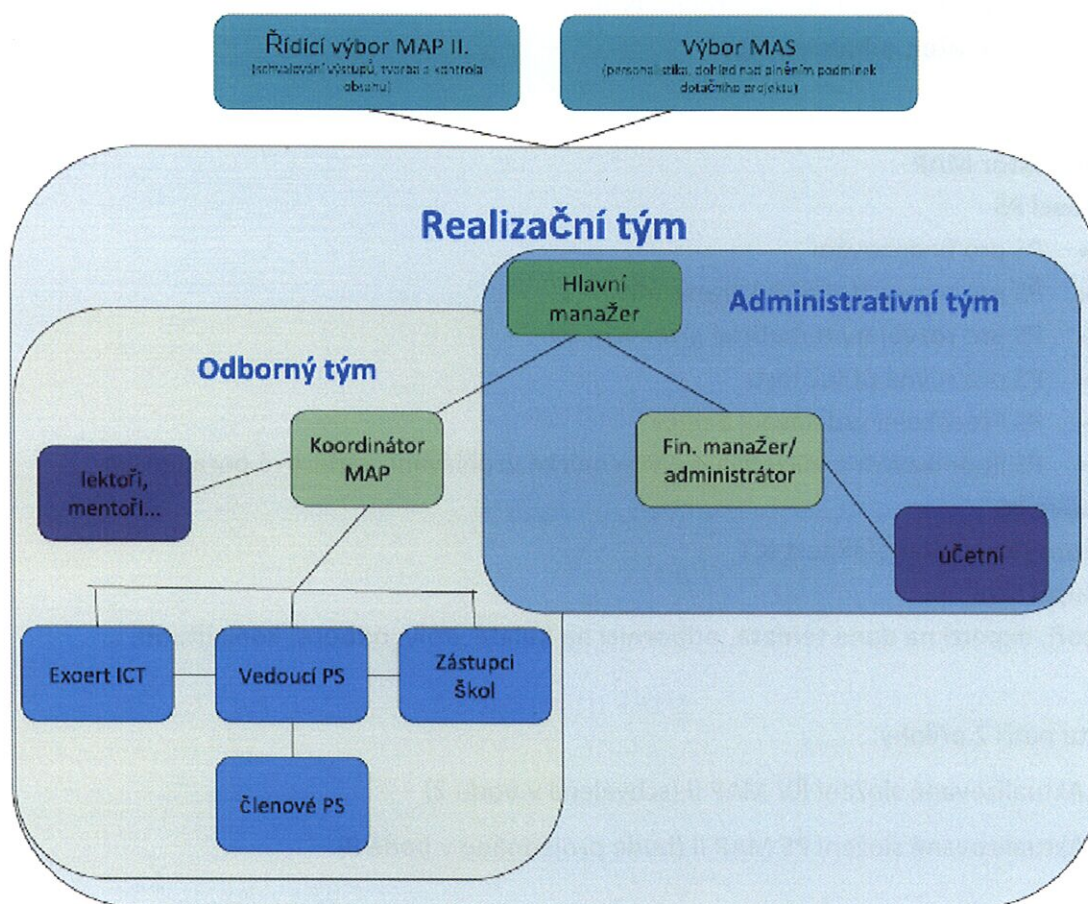 Řídící výbor MAP II.
(schvalování výstupů, tvorba a kontrola
obsahu)
Výbor MAS
(personalistika, dohled nad plněním podmínek
dotačního projektu)
Realizační tým
Hlavní
manažer
Administrativní tým
Odborný tým
Koordinátor
MAP
Fin. manažer/
administrátor
lektoři,
mentoři...
účetní
Exoert ICT
Vedoucí PS
Zástupci
škol
Členové PS